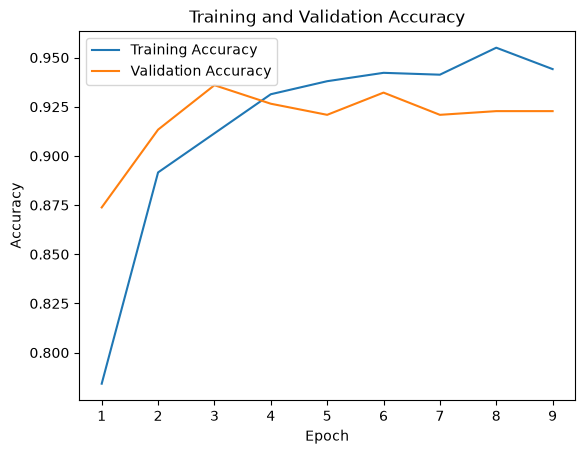 Training and Validation Accuracy
Training Accuracy
Validation Accuracy
0.950
0.925
0.900
0.875
0.850
0.825
0.800
Accuracy
1 2 3 4 5 6 7 8 9
Epoch